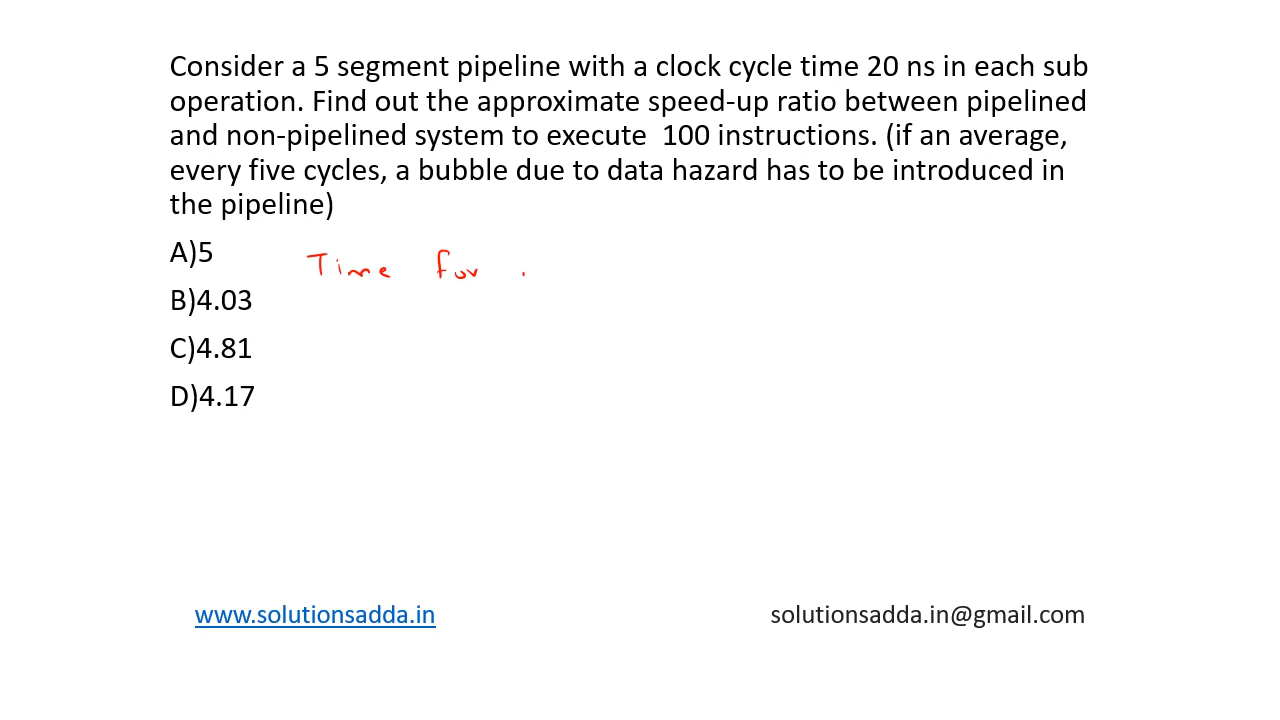 Consider a 5 segment pipeline with a clock cycle time 20 ns in each sub
operation. Find out the approximate speed-up ratio between pipelined
and non-pipelined system to execute  100 instructions. (if an average,
every five cycles, a bubble due to data hazard has to be introduced in
the pipeline)
A)5
Time for
B)4.03
C)4.81
D)4.17
www.solutionsadda.in
solutionsadda.in@gmail.com